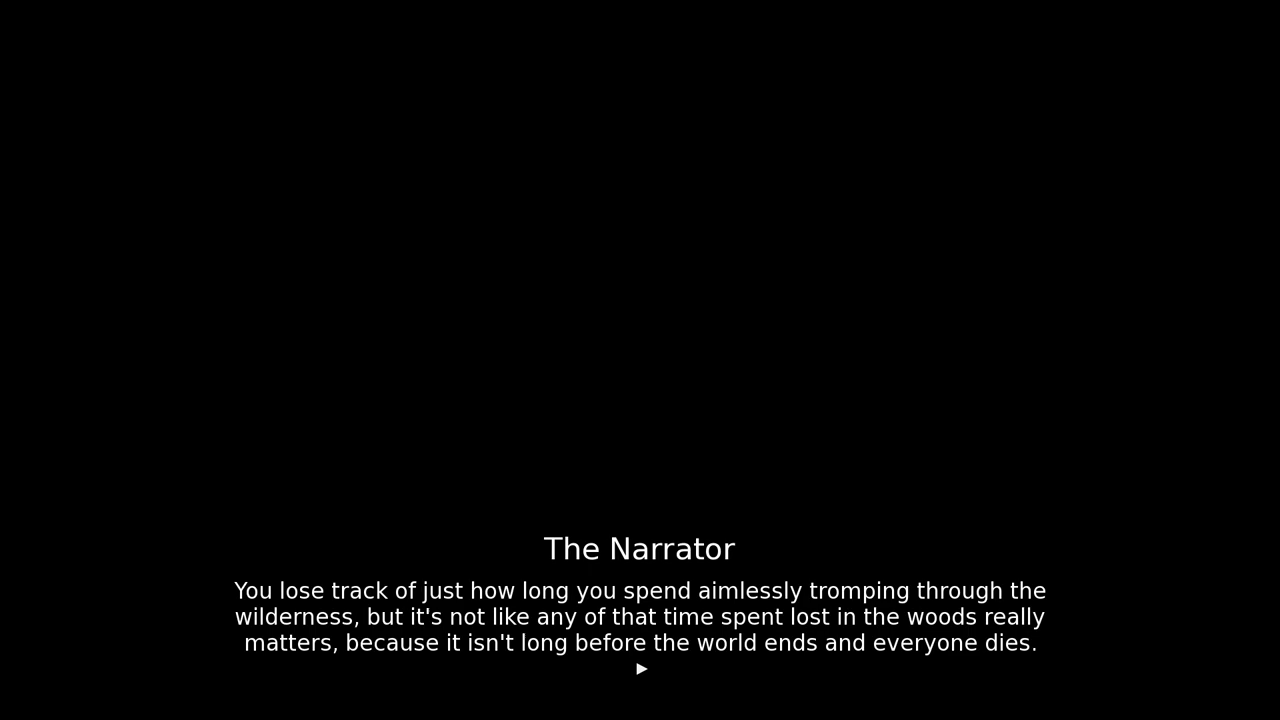 The Narrator
You lose track of just how long you spend aimlessly tromping through the
wilderness, but it's not like any of that time spent lost in the woods really
matters, because it isn't long before the world ends and everyone dies.